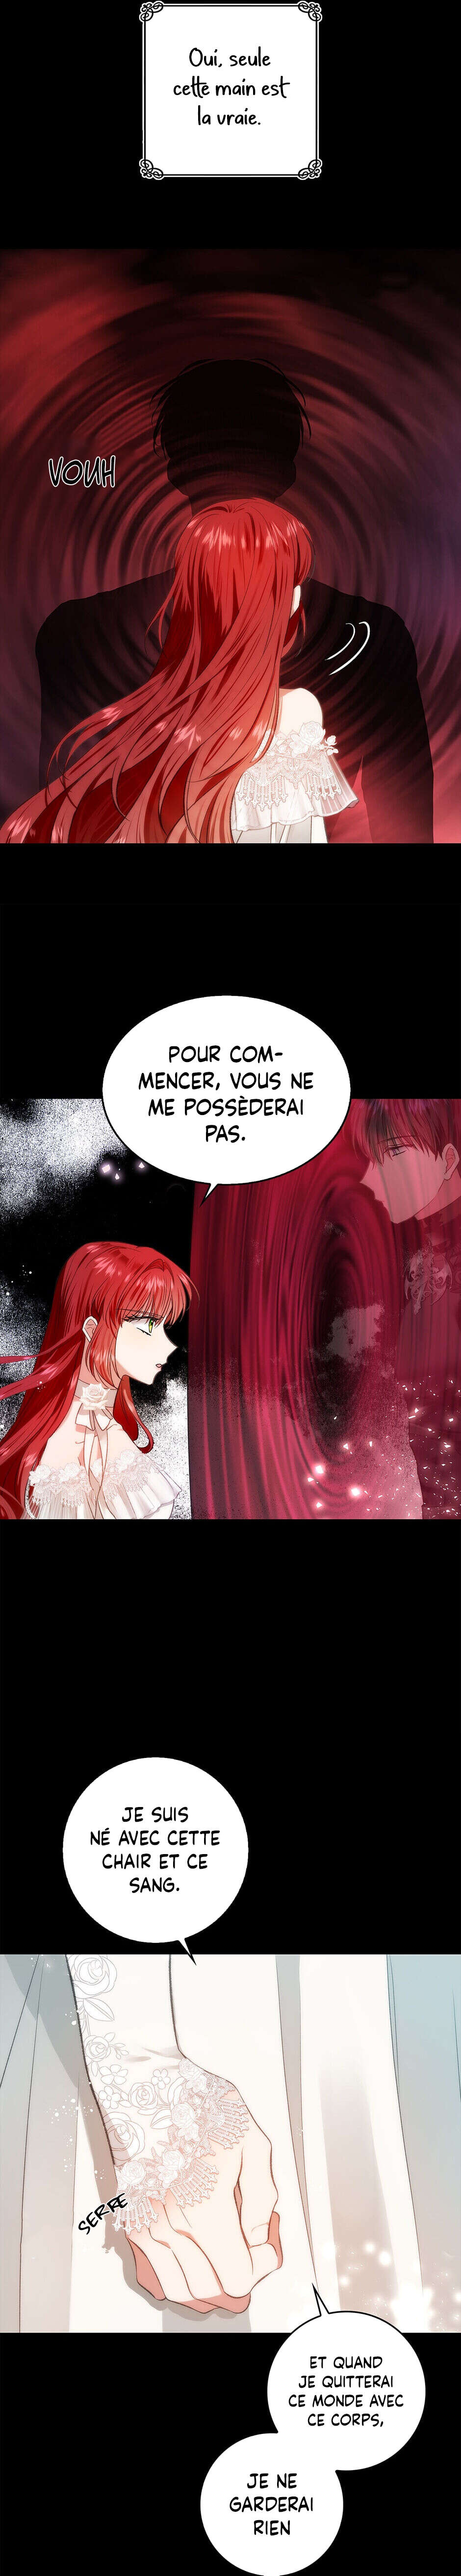 Oui, seule
cette main est
la vraie.
VOUH
POUR COM-
MENCER, VOUS NE
ME POSSÈDERAI
PAS.
JE SUIS
NÉ AVEC CETTE
CHAIR ET CE
SANG.
SERRE
ET QUAND
JE QUITTERAI
CE MONDE AVEC
CE CORPS,
JE NE
GARDERAI
RIEN